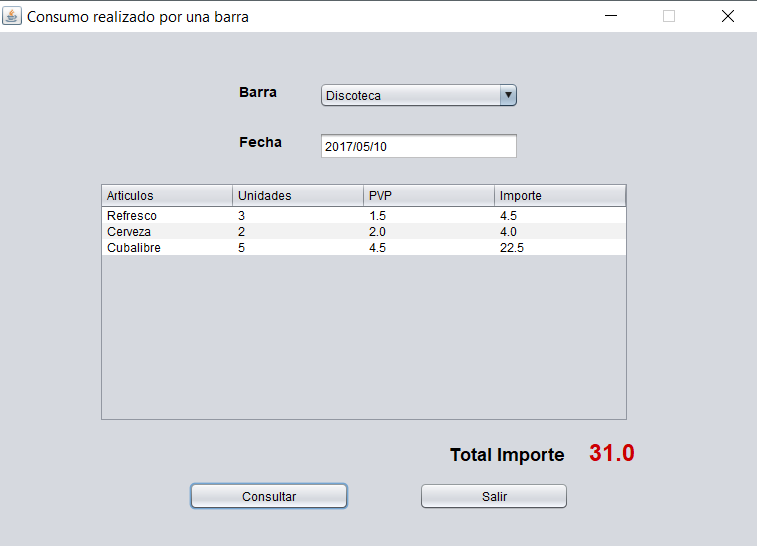 Consumo realizado por una barra
Barra Discoteca
Fecha 2017/05/10
Articulos Unidades PVP Importe
Refresco 3 1.5 4.5
Cerveza 2 2.0 4.0
Cubalibre 5 4.5 22.5
Total Importe 31.0
Consultar Salir